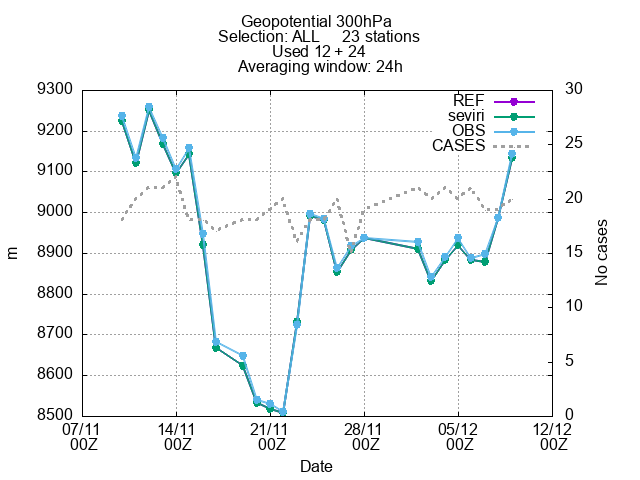 Geopotential 300hPa
Selection: ALL 23 stations
Used 12 + 24
Averaging window: 24h
REF
seviri
OBS
CASES
9300
9200
9100
9000
8900
8800
8700
8600
8500
m
30
25
20
15
10
5
0
No cases
07/11 14/11 21/11 28/11 05/12 12/12
00Z 00Z 00Z 00Z 00Z 00Z
Date